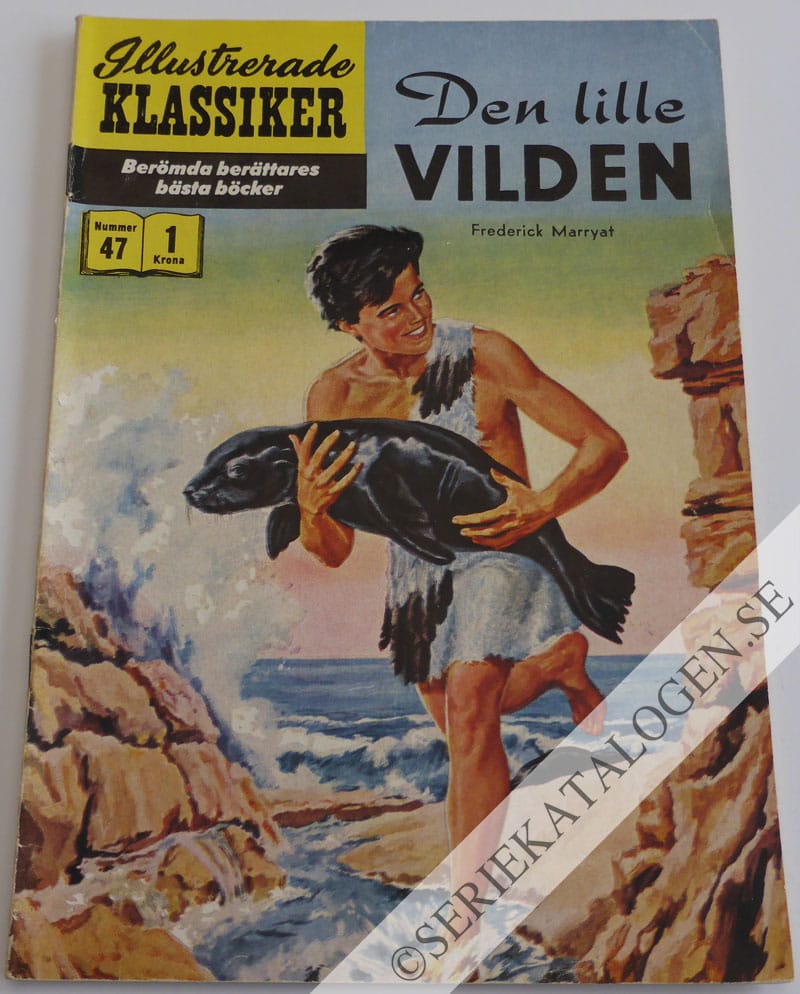 Illustrerade
KLASSIKER
Berömda berättares
bästa böcker
Nummer
47
1
Krona
Den lille
VILDEN
Frederick Marryat
©SERIEKATALOGEN.SE